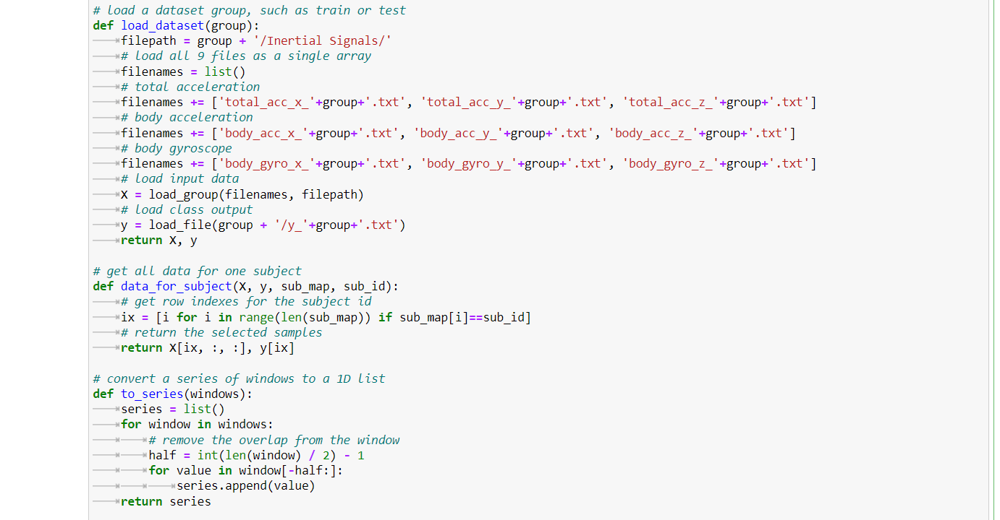 # load a dataset group, such as train or test
def load_dataset(group):
	filepath = group + '/Inertial Signals/'
	# load all 9 files as a single array
	filenames = list()
	# total acceleration
	filenames += ['total_acc_x_'+group+'.txt', 'total_acc_y_'+group+'.txt', 'total_acc_z_'+group+'.txt']
	# body acceleration
	filenames += ['body_acc_x_'+group+'.txt', 'body_acc_y_'+group+'.txt', 'body_acc_z_'+group+'.txt']
	# body gyroscope
	filenames += ['body_gyro_x_'+group+'.txt', 'body_gyro_y_'+group+'.txt', 'body_gyro_z_'+group+'.txt']
	# load input data
	X = load_group(filenames, filepath)
	# load class output
	y = load_file(group + '/y_'+group+'.txt')
	return X, y

# get all data for one subject
def data_for_subject(X, y, sub_map, sub_id):
	# get row indexes for the subject id
	ix = [i for i in range(len(sub_map)) if sub_map[i]==sub_id]
	# return the selected samples
	return X[ix, :, :], y[ix]

# convert a series of windows to a 1D list
def to_series(windows):
	series = list()
	for window in windows:
		# remove the overlap from the window
		half = int(len(window) / 2) - 1
		for value in window[-half:]:
			series.append(value)
	return series